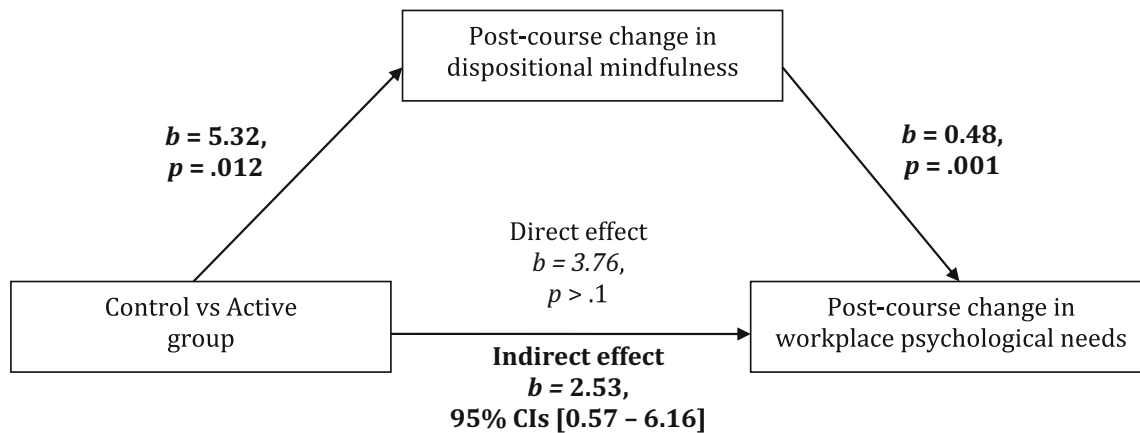 Post-course change in
dispositional mindfulness
b = 5.32,
p = .012
b = 0.48,
p = .001
Direct effect
b = 3.76,
p > .1
Control vs Active
group
Post-course change in
workplace psychological needs
Indirect effect
b = 2.53,
95% CIs [0.57 – 6.16]